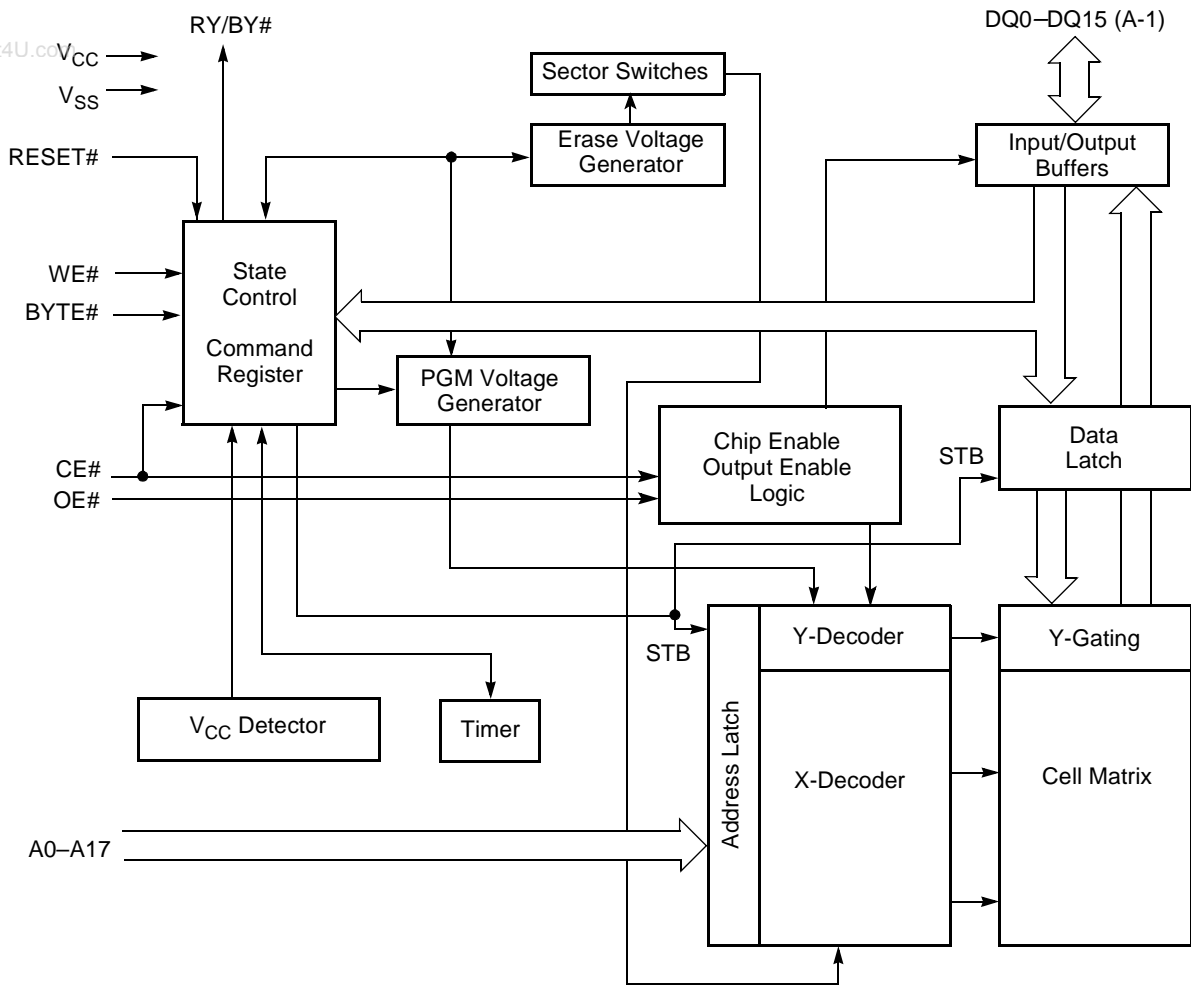 RY/BY#
DQ0–DQ15 (A-1)
t4U.com
VCC
VSS
Sector Switches
Erase Voltage
Generator
Input/Output
Buffers
RESET#
WE#
BYTE#
State
Control
Command
Register
PGM Voltage
Generator
Chip Enable
Output Enable
Logic
STB
Data
Latch
CE#
OE#
STB
Y-Decoder
Y-Gating
VCC Detector
Timer
Address Latch
X-Decoder
Cell Matrix
A0–A17